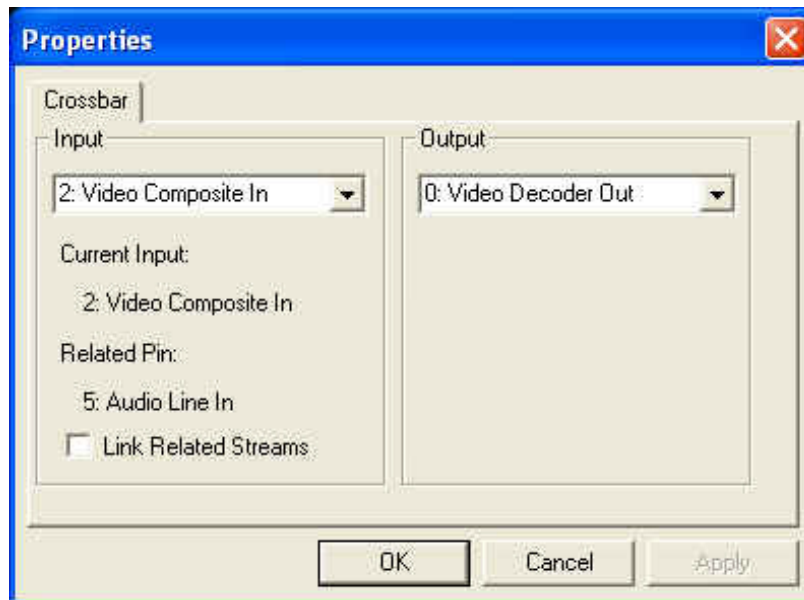 Properties
Crossbar
Input
2: Video Composite In
Current Input:
2: Video Composite In
Related Pin:
5: Audio Line In
Link Related Streams
Output
0: Video Decoder Out
OK
Cancel
Apply